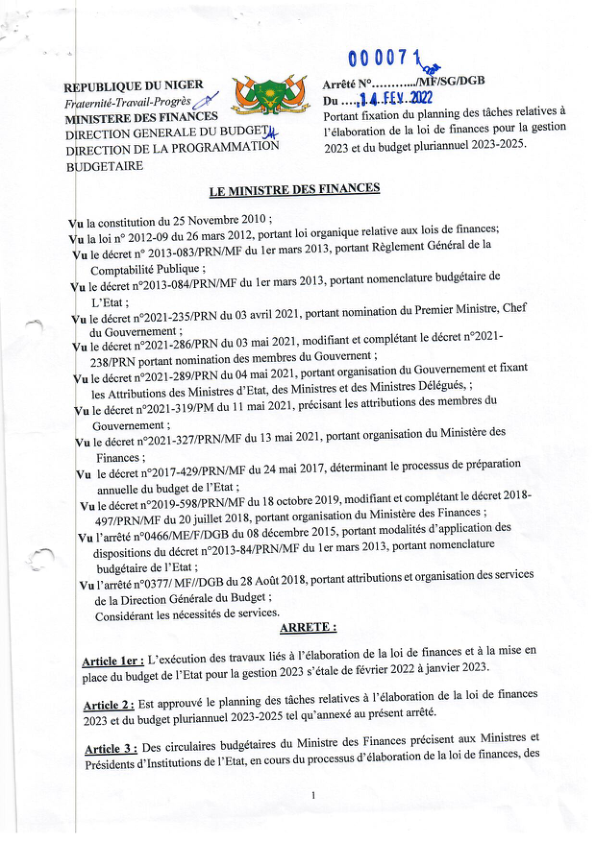 000071
REPUBLIQUE DU NIGER
Fraternité-Travail-Progrès
MINISTERE DES FINANCES
DIRECTION GENERALE DU BUDGET
DIRECTION DE LA PROGRAMMATION
BUDGETAIRE
Arrêté N°............/MF/SG/DGB
Du ....14 FEV. 2022
Portant fixation du planning des tâches relatives à
l'élaboration de la loi de finances pour la gestion
2023 et du budget pluriannuel 2023-2025.
LE MINISTRE DES FINANCES
Vu la constitution du 25 Novembre 2010 ;
Vu la loi n° 2012-09 du 26 mars 2012, portant loi organique relative aux lois de finances;
Vu le décret n° 2013-083/PRN/MF du 1er mars 2013, portant Règlement Général de la
Comptabilité Publique ;
Vu le décret n°2013-084/PRN/MF du 1er mars 2013, portant nomenclature budgétaire de
L'Etat ;
Vu le décret n°2021-235/PRN du 03 avril 2021, portant nomination du Premier Ministre, Chef
du Gouvernement ;
Vu le décret n°2021-286/PRN du 03 mai 2021, modifiant et complétant le décret n°2021-
238/PRN portant nomination des membres du Gouvernent ;
Vu le décret n°2021-289/PRN du 04 mai 2021, portant organisation du Gouvernement et fixant
les Attributions des Ministres d'Etat, des Ministres et des Ministres Délégués, ;
Vu le décret n°2021-319/PM du 11 mai 2021, précisant les attributions des membres du
Gouvernement ;
Vu le décret n°2021-327/PRN/MF du 13 mai 2021, portant organisation du Ministère des
Finances ;
Vu le décret n°2017-429/PRN/MF du 24 mai 2017, déterminant le processus de préparation
annuelle du budget de l'Etat ;
Vu le décret n°2019-598/PRN/MF du 18 octobre 2019, modifiant et complétant le décret 2018-
497/PRN/MF du 20 juillet 2018, portant organisation du Ministère des Finances ;
Vu l'arrêté n°0466/ME/F/DGB du 08 décembre 2015, portant modalités d'application des
dispositions du décret n°2013-84/PRN/MF du 1er mars 2013, portant nomenclature
budgétaire de l'Etat ;
Vu l'arrêté n°0377/ MF//DGB du 28 Août 2018, portant attributions et organisation des services
de la Direction Générale du Budget ;
Considérant les nécessités de services.
ARRETE :
Article 1er : L'exécution des travaux liés à l'élaboration de la loi de finances et à la mise en
place du budget de l'Etat pour la gestion 2023 s'étale de février 2022 à janvier 2023.
Article 2 : Est approuvé le planning des tâches relatives à l'élaboration de la loi de finances
2023 et du budget pluriannuel 2023-2025 tel qu'annexé au présent arrêté.
Article 3 : Des circulaires budgétaires du Ministre des Finances précisent aux Ministres et
Présidents d'Institutions de l'Etat, en cours du processus d'élaboration de la loi de finances, des
1